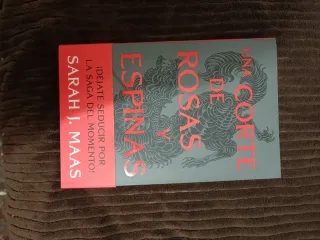 UNA CORTE
DE
ROSAS
Y
ESPINAS
¡DÉJATE SEDUCIR POR
LA SAGA DEL MOMENTO!
SARAH J. MAAS